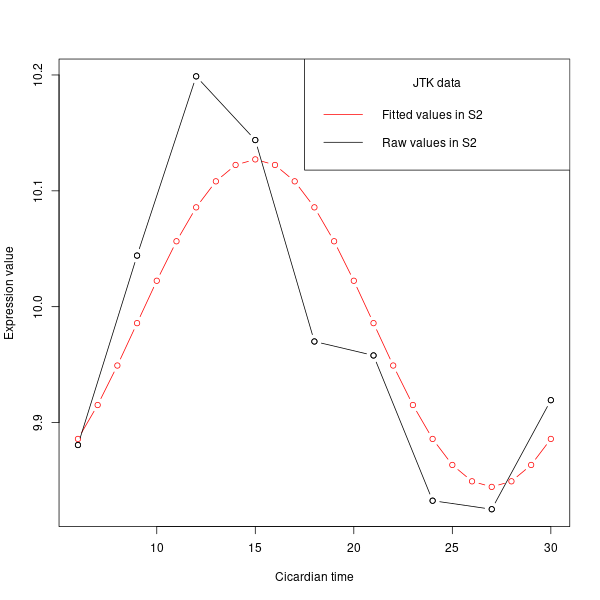 JTK data
Fitted values in S2
Raw values in S2
10.2
10.1
10.0
9.9
Expression value
10 15 20 25 30
Cicardian time